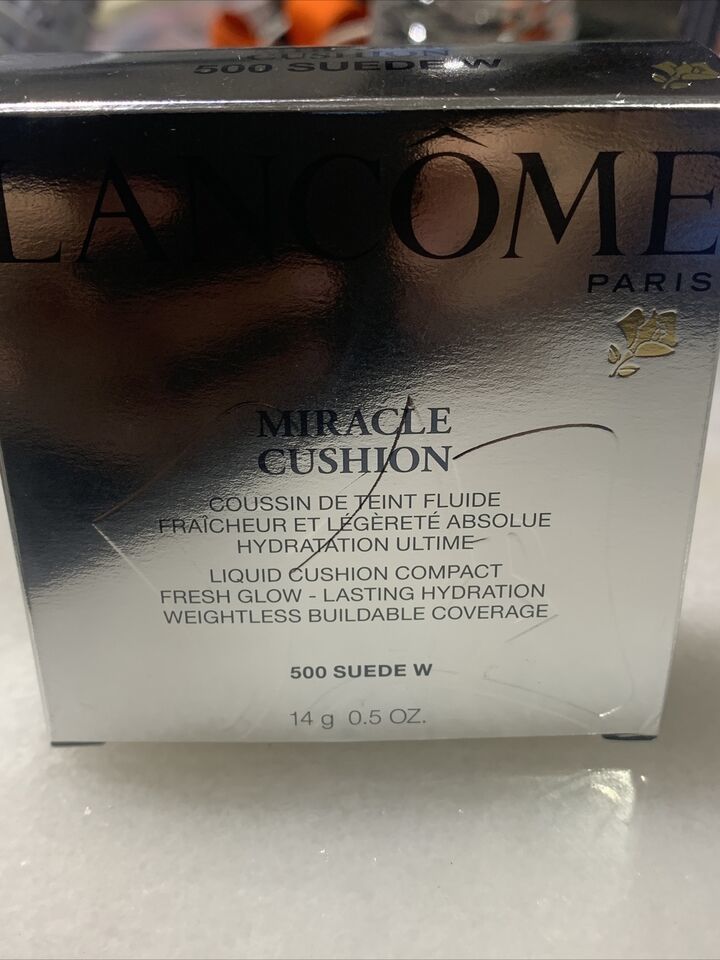 CUSHION
500 SUEDE W
LANCÔME
PARIS
MIRACLE
CUSHION
COUSSIN DE TEINT FLUIDE
FRAÎCHEUR ET LÉGÈRETÉ ABSOLUE
HYDRATATION ULTIME
LIQUID CUSHION COMPACT
FRESH GLOW - LASTING HYDRATION
WEIGHTLESS BUILDABLE COVERAGE
500 SUEDE W
14 g 0.5 OZ.